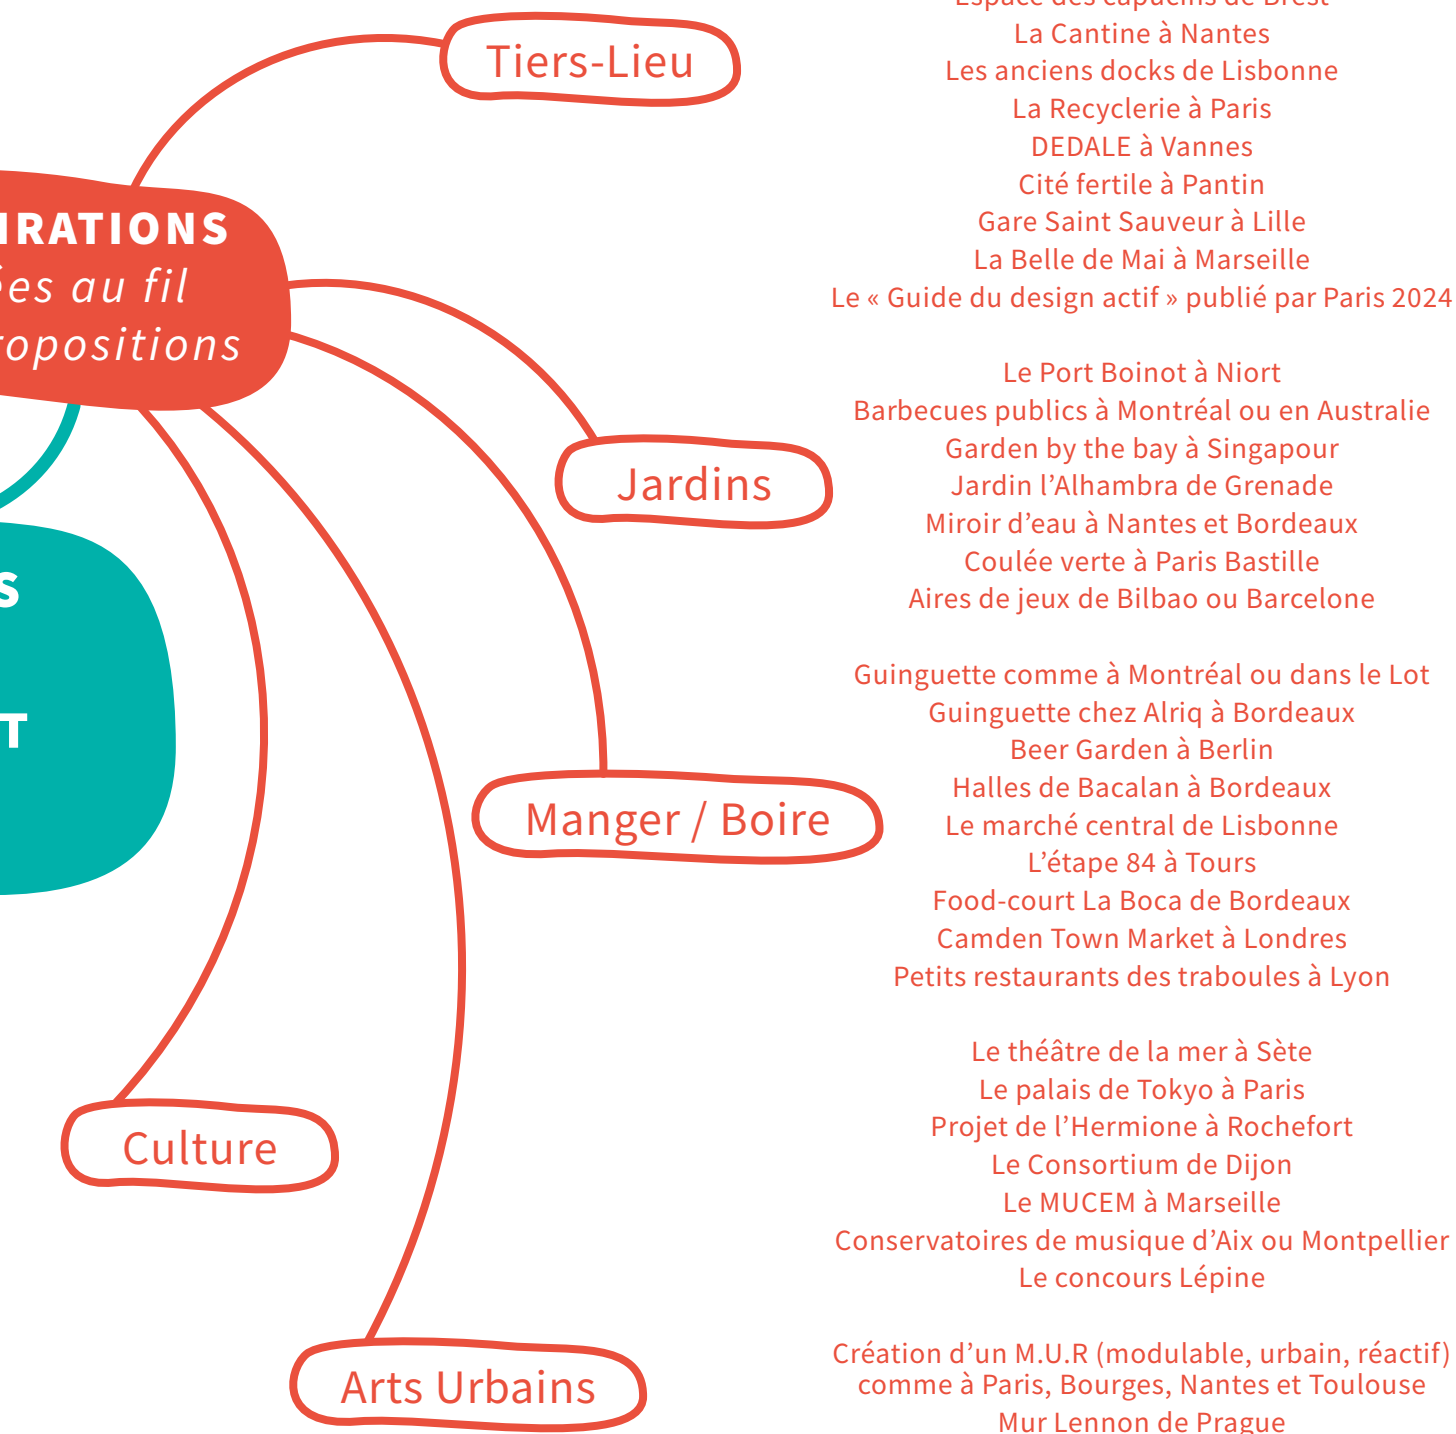 Tiers-Lieu
IRATIONS
es au fil
ropositions
S
T
Jardins
Manger / Boire
Culture
Arts Urbains
Espace des capucins de Brest
La Cantine à Nantes
Les anciens docks de Lisbonne
La Recyclerie à Paris
DEDALE à Vannes
Cité fertile à Pantin
Gare Saint Sauveur à Lille
La Belle de Mai à Marseille
Le « Guide du design actif » publié par Paris 2024
Le Port Boinot à Niort
Barbecues publics à Montréal ou en Australie
Garden by the bay à Singapour
Jardin l’Alhambra de Grenade
Miroir d’eau à Nantes et Bordeaux
Coulée verte à Paris Bastille
Aires de jeux de Bilbao ou Barcelone
Guinguette comme à Montréal ou dans le Lot
Guinguette chez Alriq à Bordeaux
Beer Garden à Berlin
Halles de Bacalan à Bordeaux
Le marché central de Lisbonne
L’étape 84 à Tours
Food-court La Boca de Bordeaux
Camden Town Market à Londres
Petits restaurants des traboules à Lyon
Le théâtre de la mer à Sète
Le palais de Tokyo à Paris
Projet de l’Hermione à Rochefort
Le Consortium de Dijon
Le MUCEM à Marseille
Conservatoires de musique d’Aix ou Montpellier
Le concours Lépine
Création d’un M.U.R (modulable, urbain, réactif)
comme à Paris, Bourges, Nantes et Toulouse
Mur Lennon de Prague